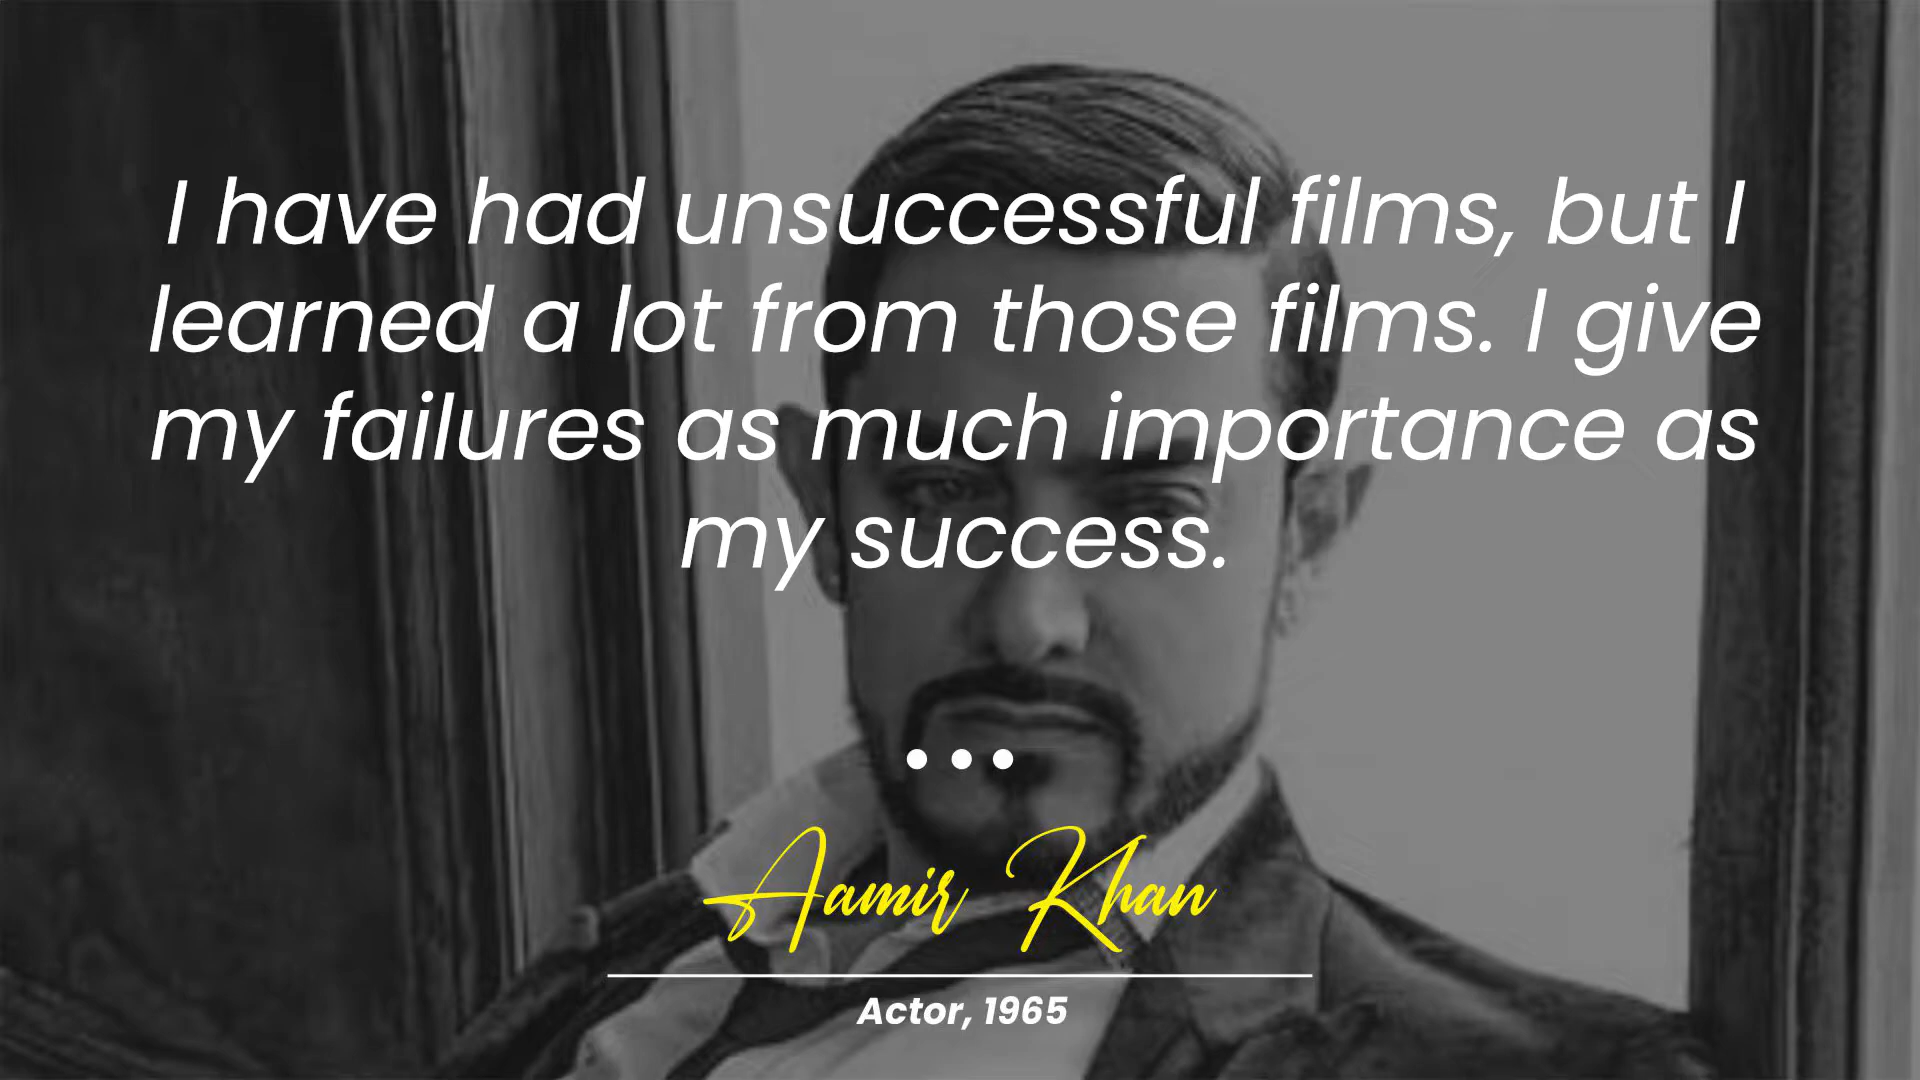 I have had unsuccessful films, but I
learned a lot from those films. I give
my failures as much importance as
my success.
Aamir Khan
Actor, 1965